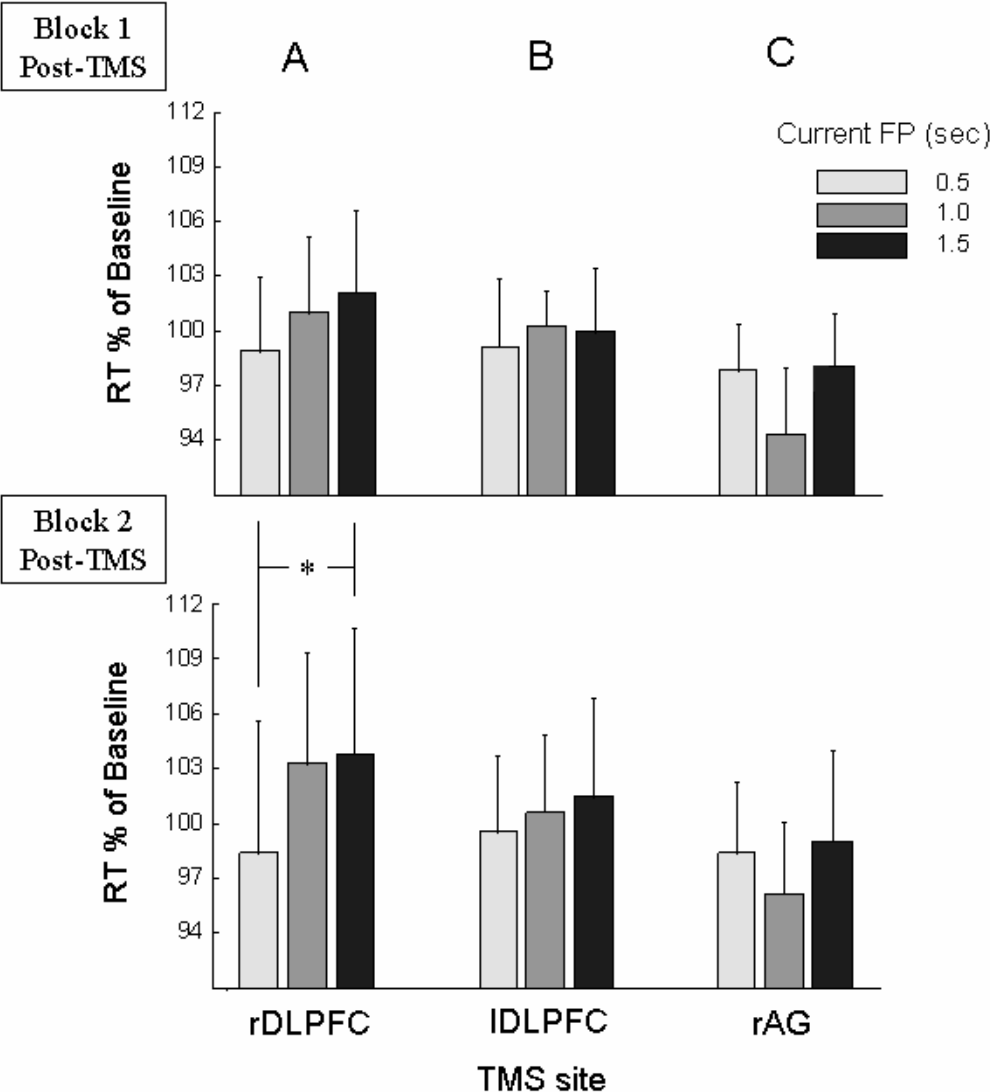 Block 1
Post-TMS
A B C
Current FP (sec)
0.5
1.0
1.5
RT % of Baseline
112
109
106
103
100
97
94
Block 2
Post-TMS
*
RT % of Baseline
112
109
106
103
100
97
94
rDLPFC lDLPFC rAG
TMS site